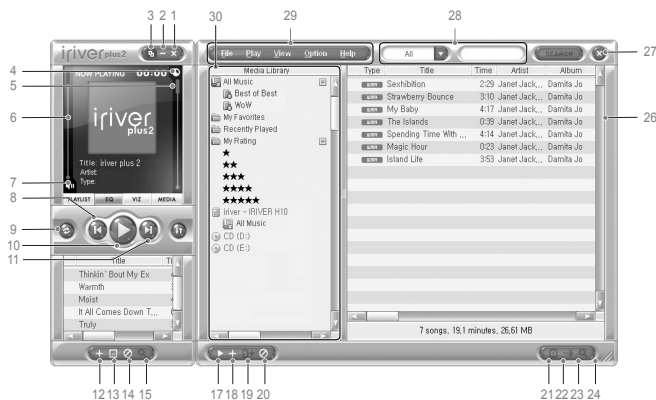 30 29 28
3 2 1
iriver plus2
File Play View Option Help
All
SEARCH
27
4
NOW PLAYING 00:00
5
6
iriver
plus2
Title: iriver plus 2
Artist:
Type:
7
PLAYLIST EQ VIZ MEDIA
8
9
10
11
Title
Thinkin' Bout My Ex
Warmth
Moist
It All Comes Down T...
Truly
12 13 14 15
Media Library
All Music
Best of Best
WoW
My Favorites
Recently Played
My Rating
★
★★
★★★
★★★★
★★★★★
iriver - IRIVER H10
All Music
CD (D:)
CD (E:)
Type Title Time Artist Album
WMA Sexhibition 2:29 Janet Jack... Damita Jo
WMA Strawberry Bounce 3:10 Janet Jack... Damita Jo
WMA My Baby 4:17 Janet Jack... Damita Jo
WMA The Islands 0:39 Janet Jack... Damita Jo
WMA Spending Time With ... 4:14 Janet Jack... Damita Jo
WMA Magic Hour 0:23 Janet Jack... Damita Jo
WMA Island Life 3:53 Janet Jack... Damita Jo
26
7 songs, 19,1 minutes, 26,61 MB
17 18 19 20
21 22 23 24